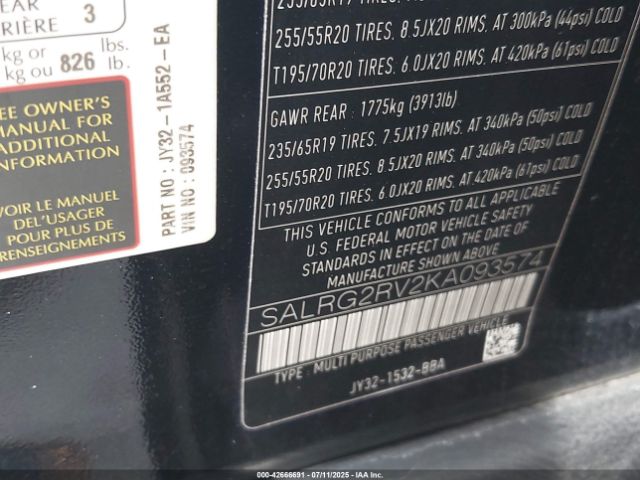 EAR 3
RIÈRE
kg or lbs.
kg ou 826 lb.
SEE OWNER'S
MANUAL FOR
ADDITIONAL
INFORMATION
VOIR LE MANUEL
DEL'USAGER
POUR PLUS DE
RENSEIGNEMENTS
PART NO: JY32-1A552-EA
VIN NO: 093574
255/55R20 TIRES, 8.5JX20 RIMS, AT 300kPa (44psi) COLD
T195/70R20 TIRES, 6.0JX20 RIMS, AT 420kPa (61psi) COLD
GAWR REAR : 1775kg (3913lb)
235/65R19 TIRES, 7.5JX19 RIMS, AT 340kPa (50psi) COLD
255/55R20 TIRES, 8.5JX20 RIMS, AT 340kPa (50psi) COLD
T195/70R20 TIRES, 6.0JX20 RIMS, AT 420kPa (61psi) COLD
THIS VEHICLE CONFORMS TO ALL APPLICABLE
U.S. FEDERAL MOTOR VEHICLE SAFETY
STANDARDS IN EFFECT ON THE DATE OF
MANUFACTURE SHOWN ABOVE.
SALRG2RV2KA093574
TYPE : MULTI PURPOSE PASSENGER VEHICLE
JY32-1532-BBA
000-42666691 - 07/11/2025 - IAAI.com